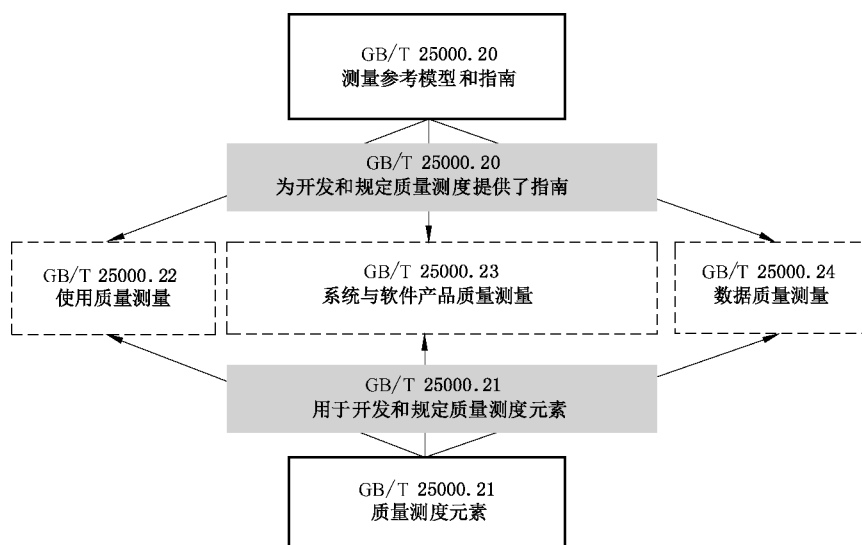 GB/T 25000.20
测量参考模型和指南
GB/T 25000.20
为开发和规定质量测度提供了指南
GB/T 25000.22
使用质量测量
GB/T 25000.23
系统与软件产品质量测量
GB/T 25000.24
数据质量测量
GB/T 25000.21
用于开发和规定质量测度元素
GB/T 25000.21
质量测度元素